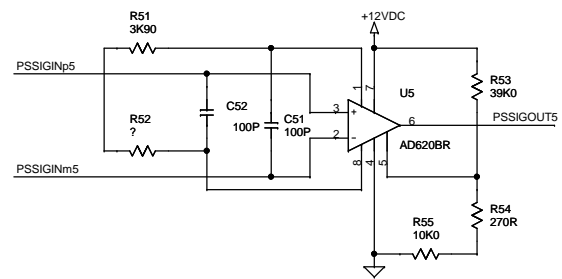 R51
3K90
+12VDC
PSSIGINp5
R52
?
C52
100P
C51
100P
1
7
3
+
2
-
8
4
5
U5
6
AD620BR
R53
39K0
PSSIGOUT5
PSSIGINm5
R54
270R
R55
10K0